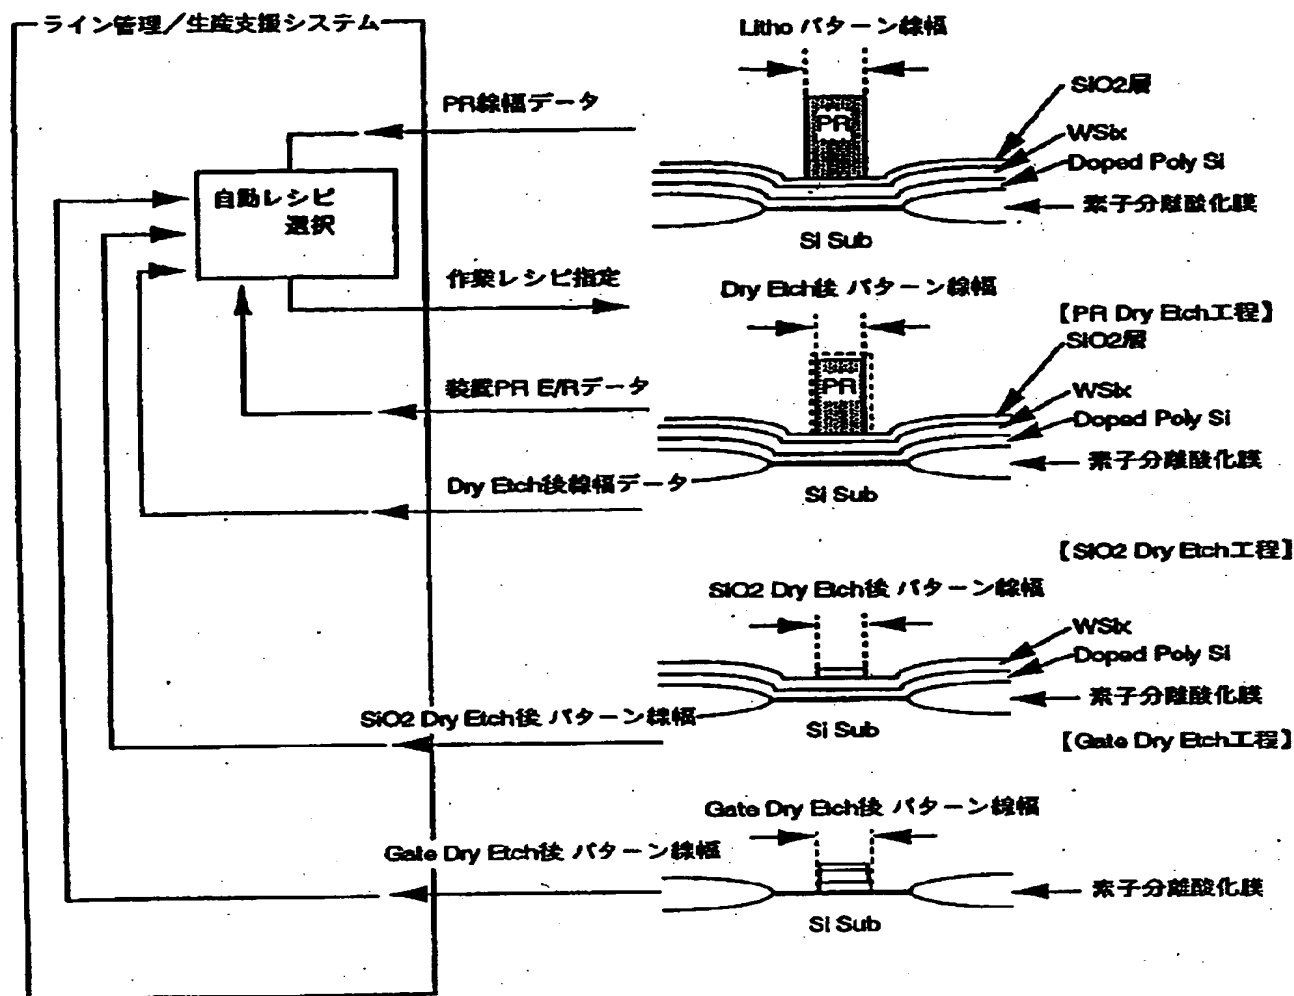 ライン管理／生産支援システム
Litho パターン線幅
PR線幅データ
PR
SiO2層
WSix
Doped Poly Si
素子分離酸化膜
Si Sub
自動レシピ
選択
作業レシピ指定
Dry Etch後 パターン線幅
【PR Dry Etch工程】
SiO2層
PR
WSix
Doped Poly Si
素子分離酸化膜
Si Sub
装置PR E/Rデータ
Dry Etch後線幅データ
【SiO2 Dry Etch工程】
SiO2 Dry Etch後 パターン線幅
WSix
Doped Poly Si
素子分離酸化膜
Si Sub
SiO2 Dry Etch後 パターン線幅
【Gate Dry Etch工程】
Gate Dry Etch後 パターン線幅
Gate Dry Etch後 パターン線幅
素子分離酸化膜
Si Sub